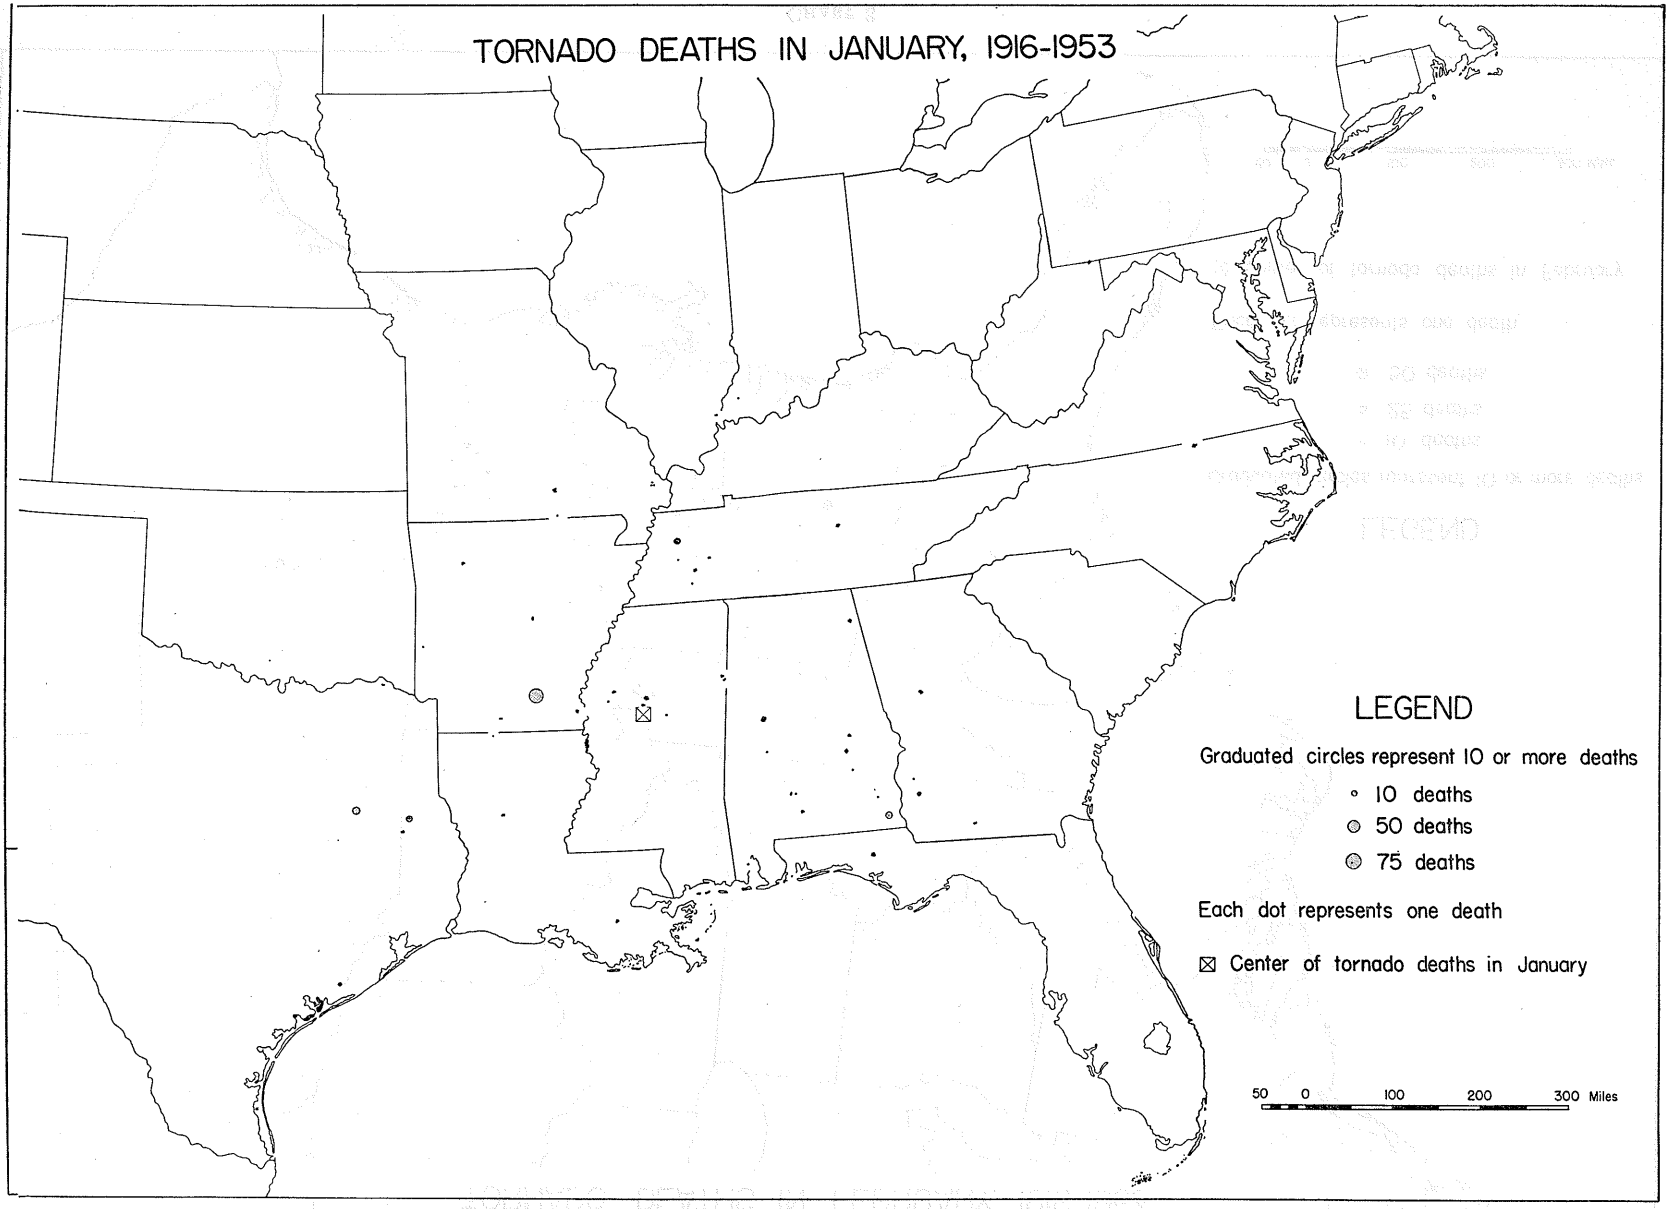 TORNADO DEATHS IN JANUARY, 1916-1953
LEGEND
Graduated circles represent 10 or more deaths
10 deaths
50 deaths
75 deaths
Each dot represents one death
Center of tornado deaths in January
50 0 100 200 300 Miles